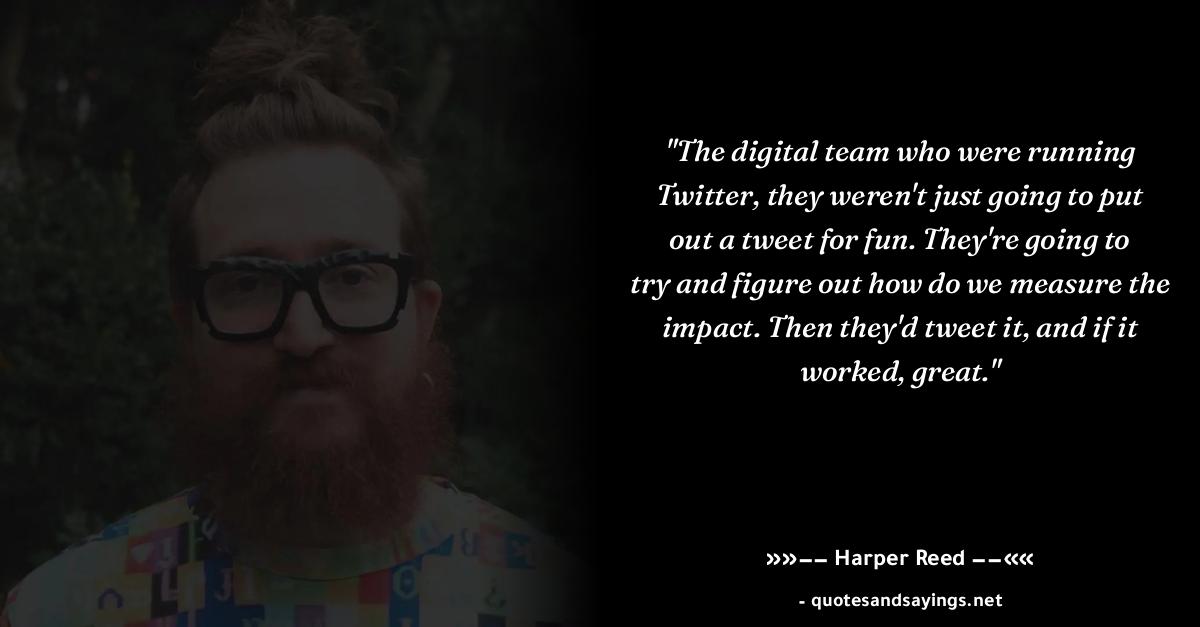 "The digital team who were running
Twitter, they weren't just going to put
out a tweet for fun. They're going to
try and figure out how do we measure the
impact. Then they'd tweet it, and if it
worked, great."
»»−− Harper Reed −−««
- quotesandsayings.net